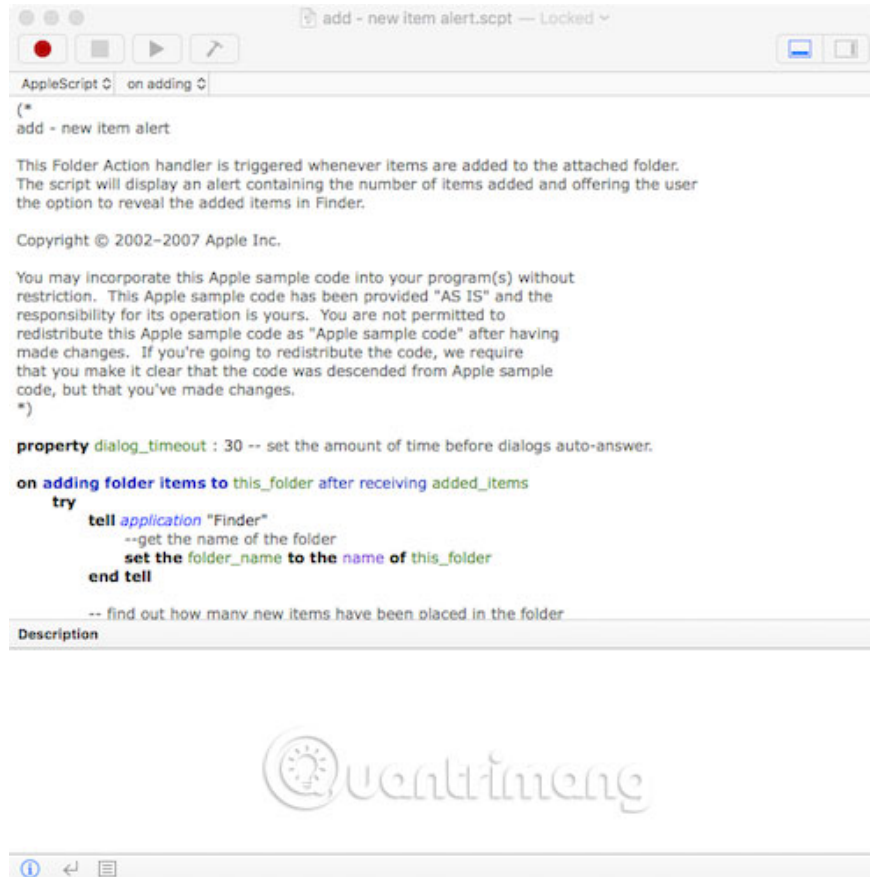 add - new item alert.scpt — Locked
AppleScript on adding
(*
add - new item alert
This Folder Action handler is triggered whenever items are added to the attached folder.
The script will display an alert containing the number of items added and offering the user
the option to reveal the added items in Finder.
Copyright © 2002–2007 Apple Inc.
You may incorporate this Apple sample code into your program(s) without
restriction.  This Apple sample code has been provided "AS IS" and the
responsibility for its operation is yours.  You are not permitted to
redistribute this Apple sample code as "Apple sample code" after having
made changes.  If you're going to redistribute the code, we require
that you make it clear that the code was descended from Apple sample
code, but that you've made changes.
*)
property dialog_timeout : 30 -- set the amount of time before dialogs auto-answer.
on adding folder items to this_folder after receiving added_items
try
tell application "Finder"
--get the name of the folder
set the folder_name to the name of this_folder
end tell
-- find out how many new items have been placed in the folder
Description
Quantrimang